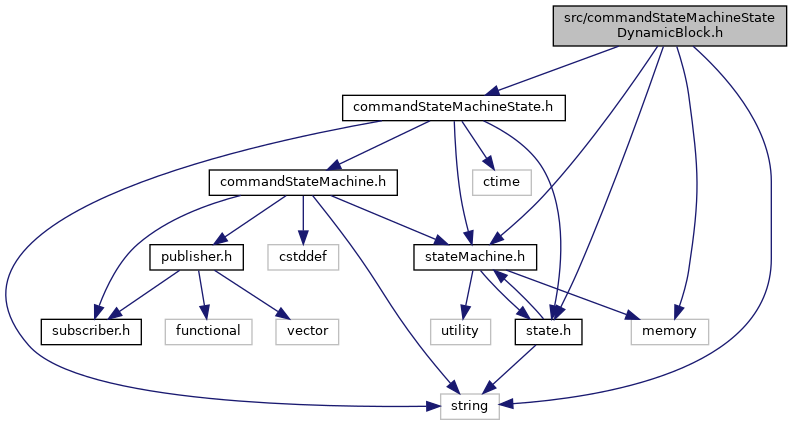 src/commandStateMachineState
DynamicBlock.h
commandStateMachineState.h
commandStateMachine.h
ctime
publisher.h
cstddef
stateMachine.h
subscriber.h
functional
vector
utility
state.h
memory
string